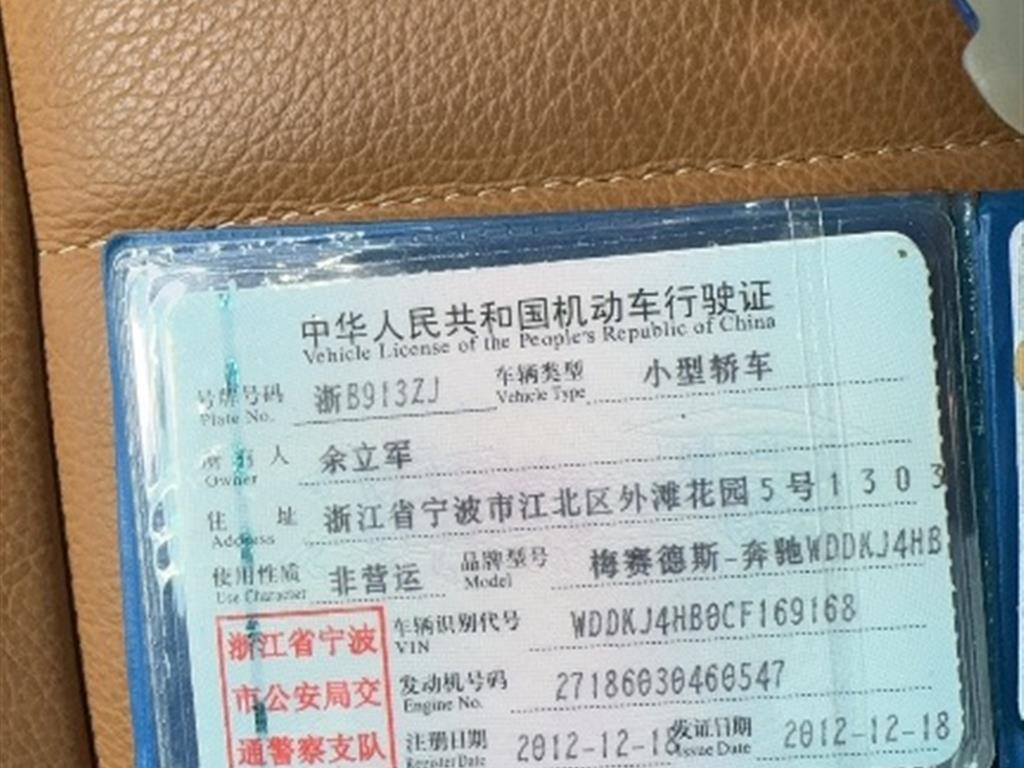 中华人民共和国机动车行驶证
Vehicle License of the People's Republic of China
号牌号码 浙B913ZJ 车辆类型 小型轿车
Plate No. Vehicle Type
所有人 余立军
Owner
住址 浙江省宁波市江北区外滩花园5号1303
Address
使用性质 非营运 品牌型号 梅赛德斯-奔驰WDDKJ4HB
Use Character Model
浙江省宁波 车辆识别代号 WDDKJ4HB0CF169168
VIN
市公安局交 发动机号码 27186030460547
Engine No.
通警察支队 注册日期 2012-12-18 发证日期 2012-12-18
Register Date Issue Date